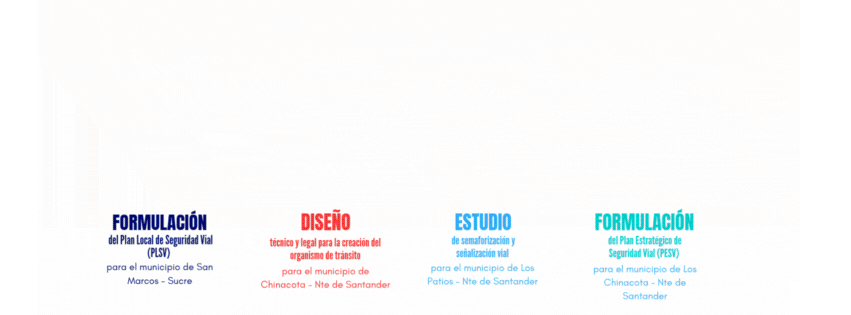 FORMULACIÓN
del Plan Local de Seguridad Vial
(PLSV)
para el municipio de San
Marcos - Sucre
DISEÑO
técnico y legal para la creación del
organismo de tránsito
para el municipio de
Chinacota - Nte de Santander
ESTUDIO
de semaforización y
señalización vial
para el municipio de Los
Patios - Nte de Santander
FORMULACIÓN
del Plan Estratégico de
Seguridad Vial (PESV)
para el municipio de Los
Chinacota - Nte de
Santander